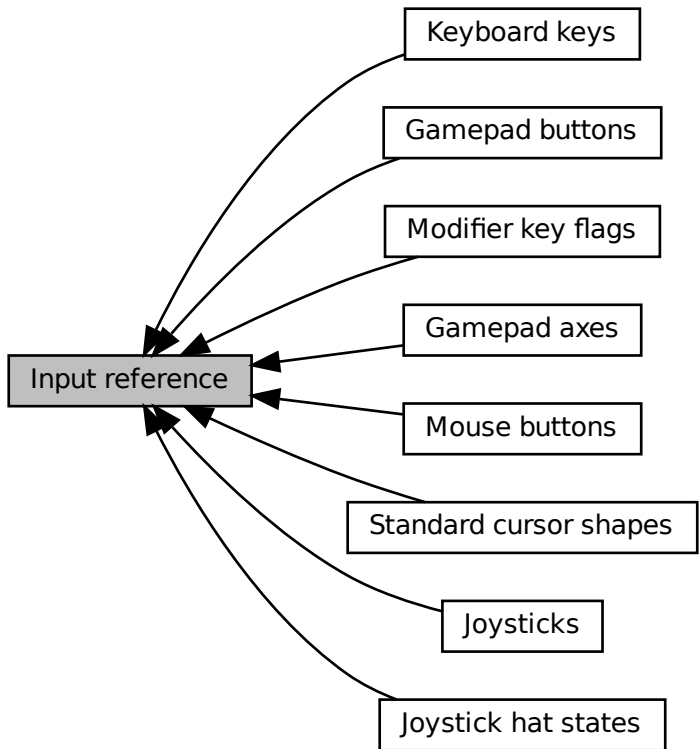 Keyboard keys
Gamepad buttons
Modifier key flags
Gamepad axes
Input reference
Mouse buttons
Standard cursor shapes
Joysticks
Joystick hat states